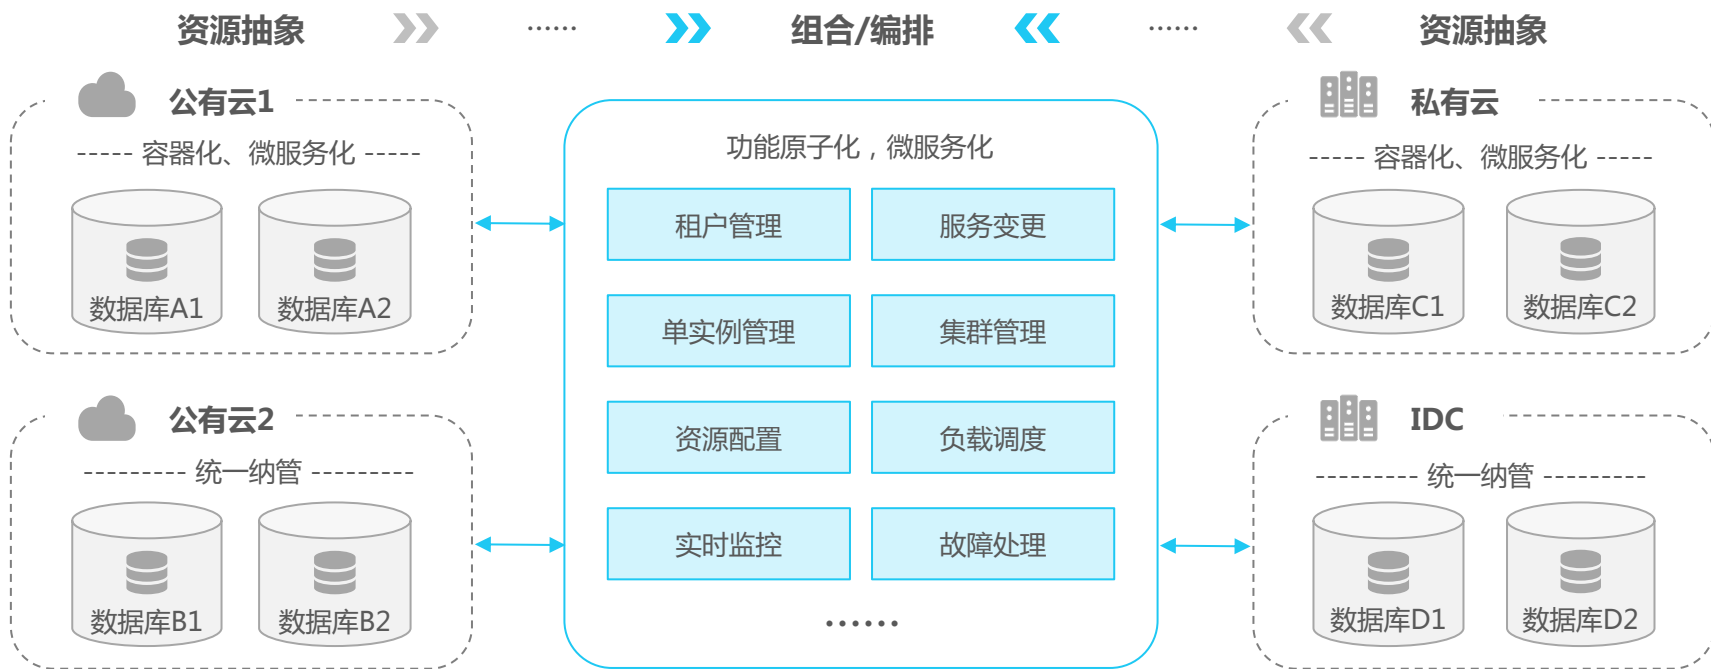 资源抽象 …… 组合/编排 …… 资源抽象
公有云1
容器化、微服务化
数据库A1 数据库A2
公有云2
统一纳管
数据库B1 数据库B2
功能原子化，微服务化
租户管理 服务变更
单实例管理 集群管理
资源配置 负载调度
实时监控 故障处理
……
私有云
容器化、微服务化
数据库C1 数据库C2
IDC
统一纳管
数据库D1 数据库D2